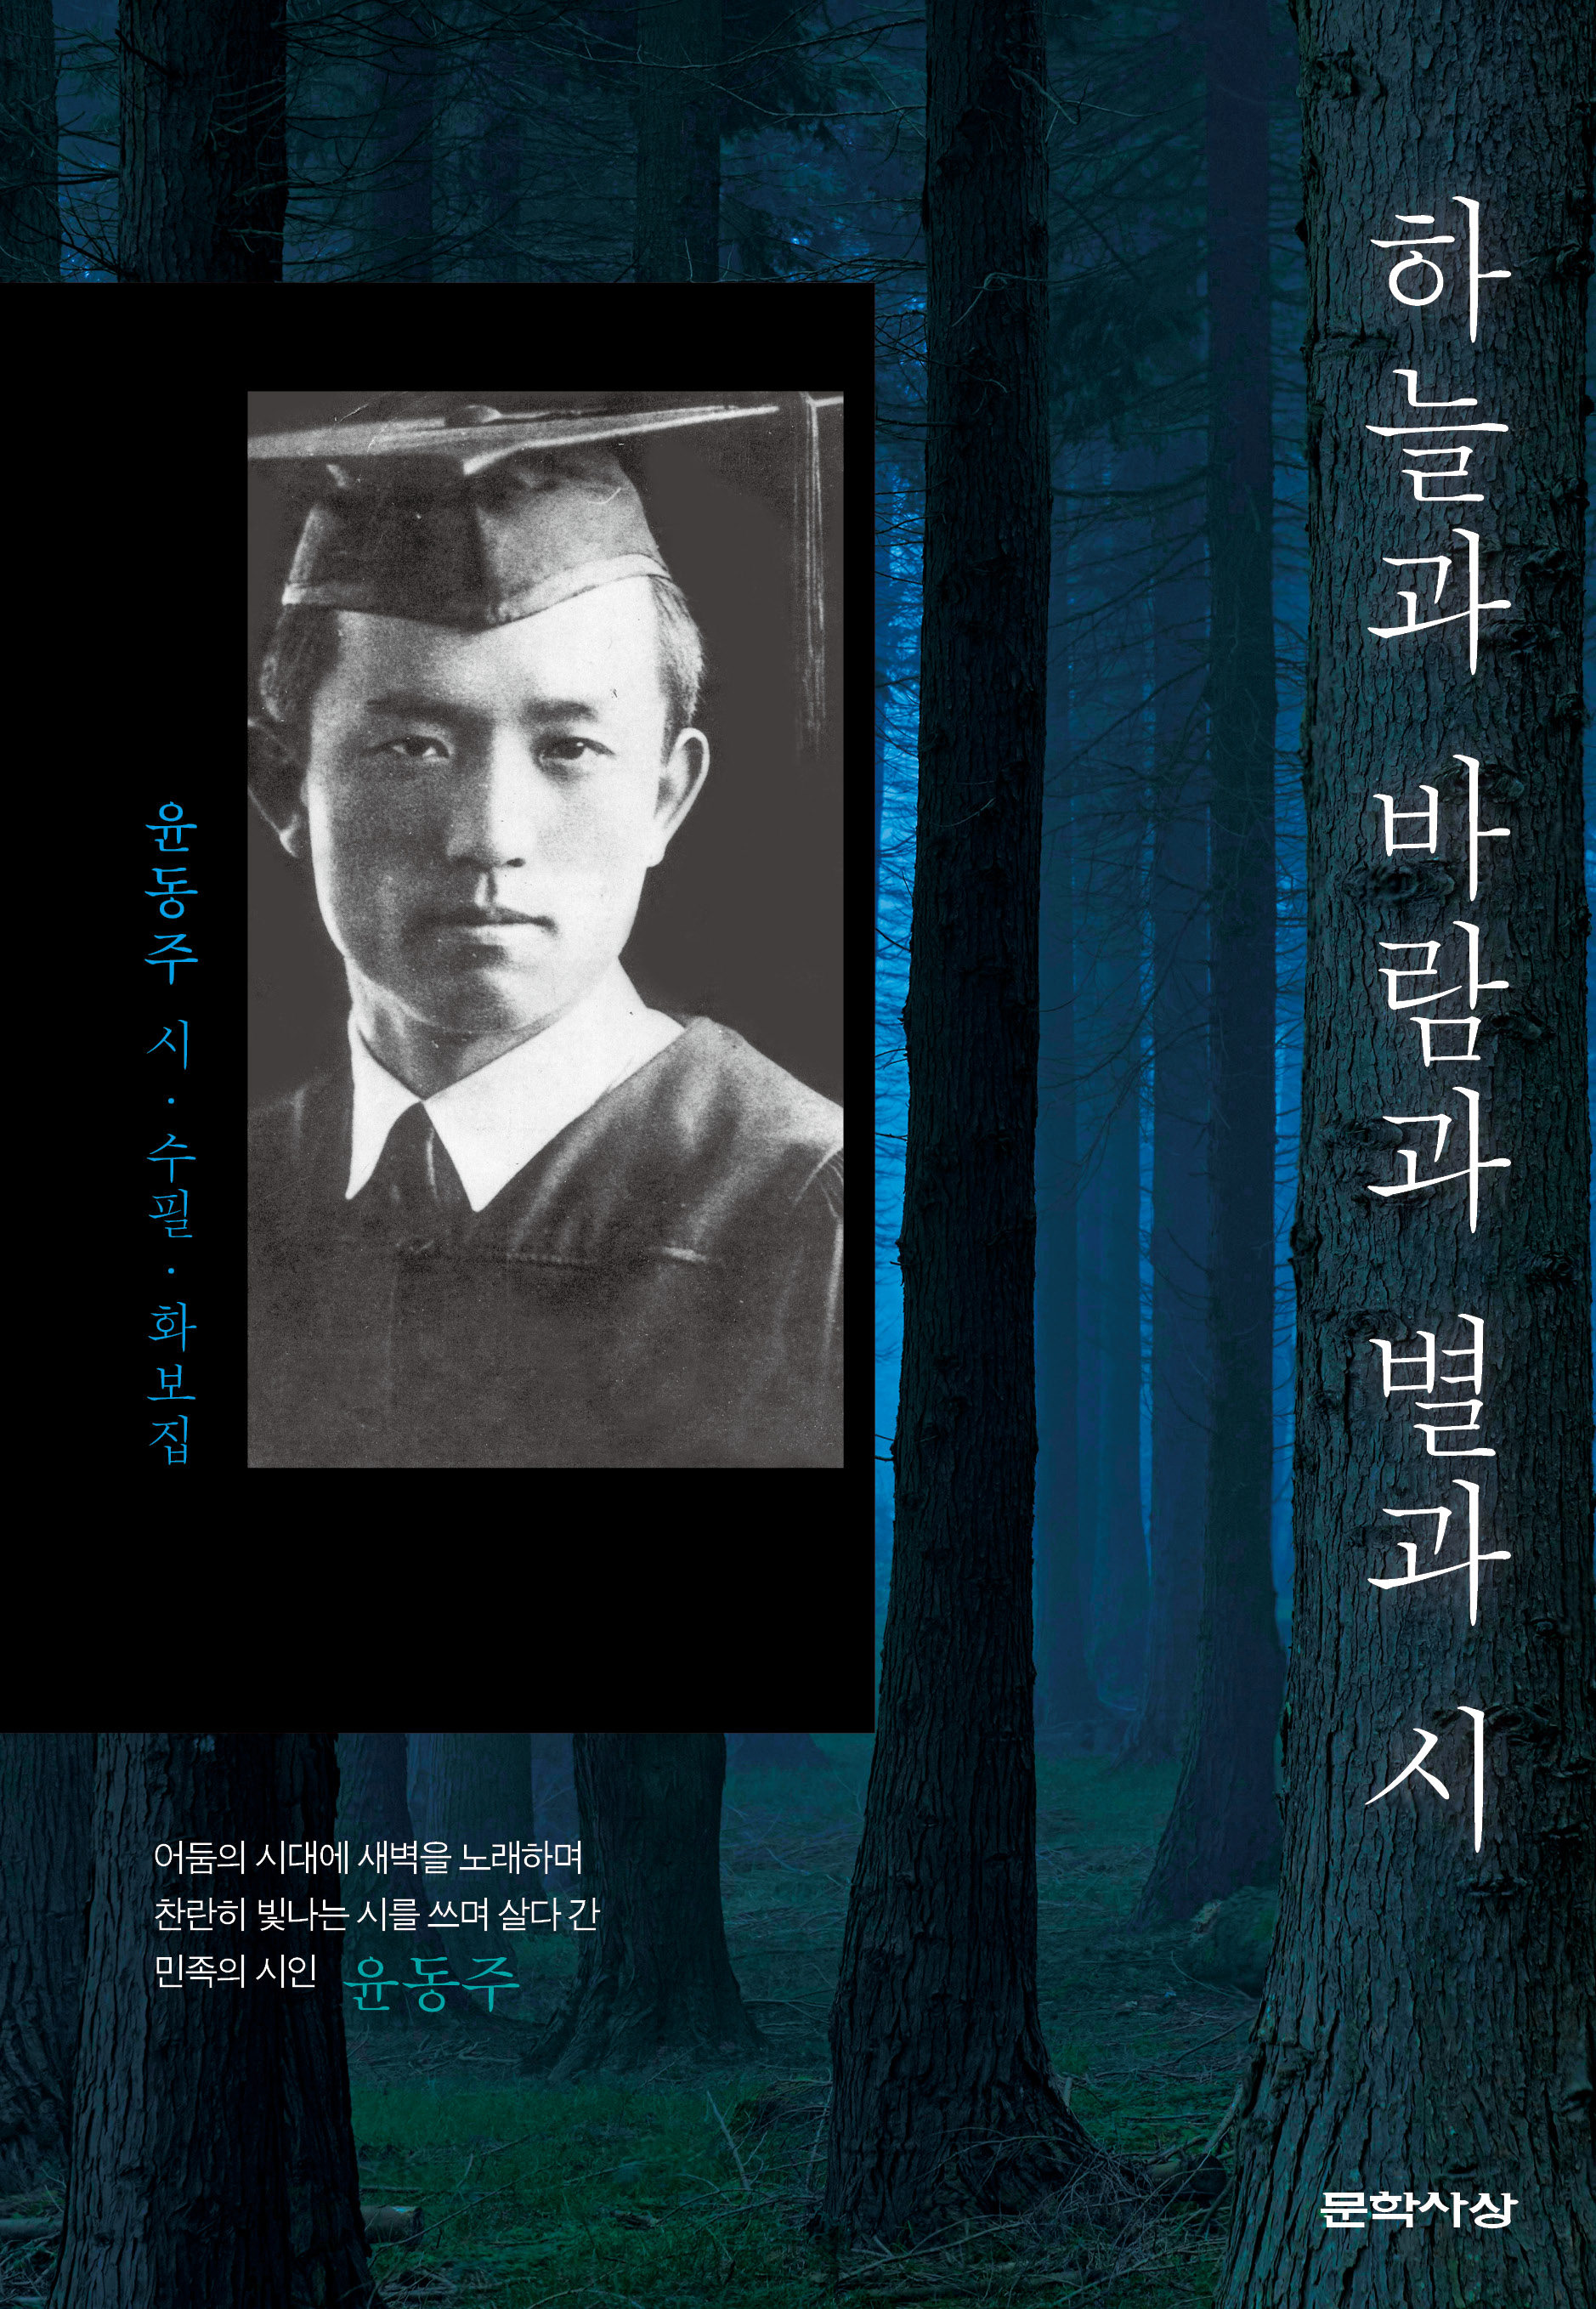 하늘과 바람과 별과 시
윤동주 시·수필·화보집
어둠의 시대에 새벽을 노래하며
찬란히 빛나는 시를 쓰며 살다 간
민족의 시인 윤동주
문학사상